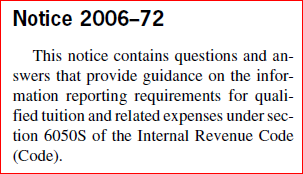 Notice 2006–72
This notice contains questions and an-
swers that provide guidance on the infor-
mation reporting requirements for quali-
fied tuition and related expenses under sec-
tion 6050S of the Internal Revenue Code
(Code).